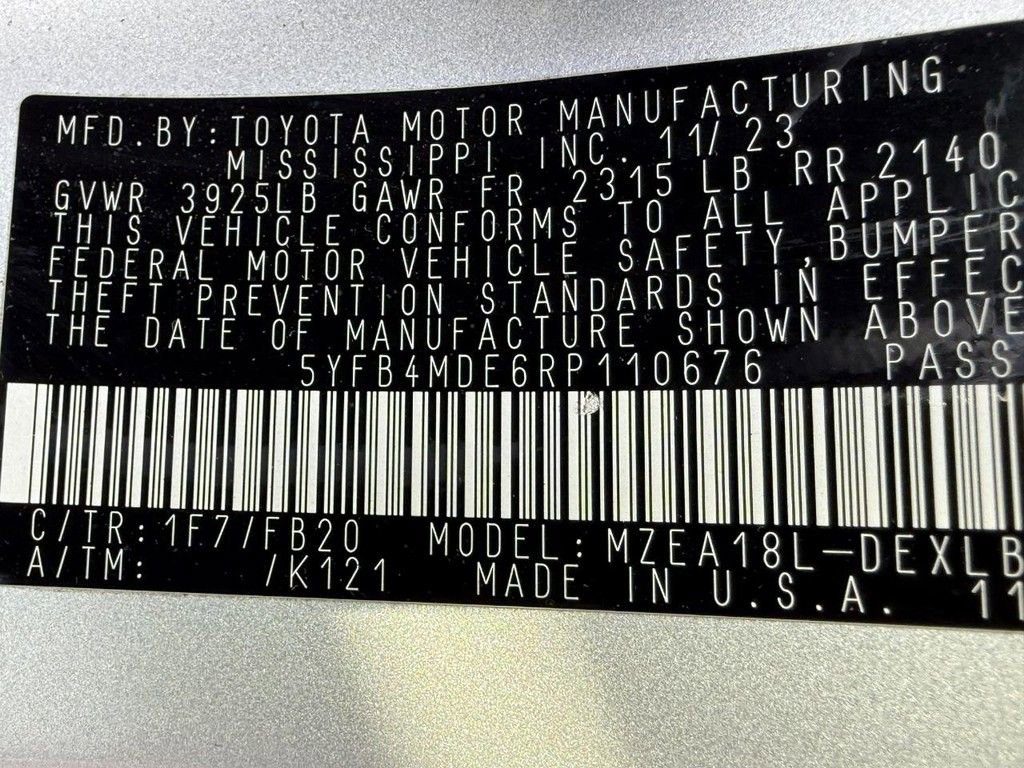 MFD.BY:TOYOTA MOTOR MANUFACTURING
MISSISSIPPI INC. 11/23
GVWR 3925LB GAWR FR 2315LB RR 2140
THIS VEHICLE CONFORMS TO ALL APPLIC
FEDERAL MOTOR VEHICLE SAFETY,BUMPER
THEFT PREVENTION STANDARDS IN EFFEC
THE DATE OF MANUFACTURE SHOWN ABOVE
5YFB4MDE6RP110676 PASS
C/TR:1F7/FB20 MODEL:MZEA18L-DEXLB
A/TM: /K121 MADE IN U.S.A. 11